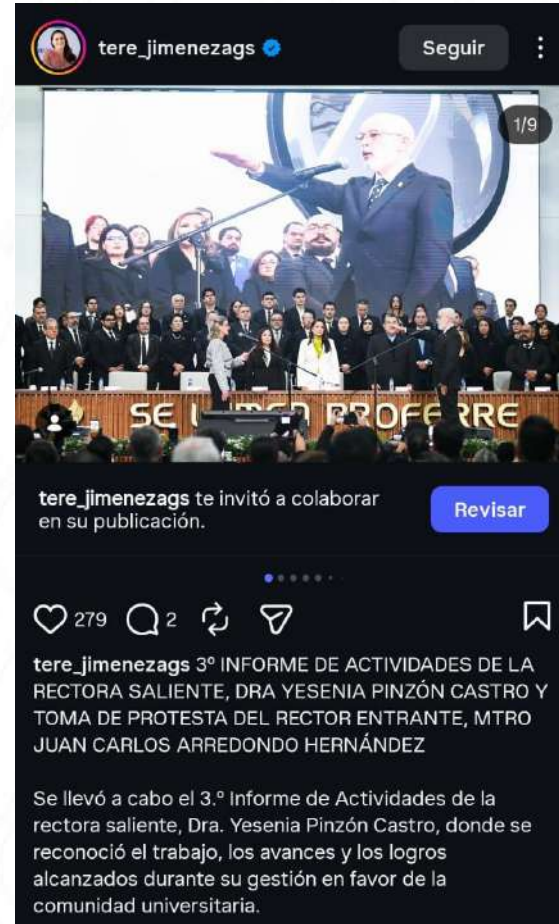 tere_jimenezags
Seguir
1/9
SE LUMEN PROFERRE
tere_jimenezags te invitó a colaborar
en su publicación.
Revisar
279
2
tere_jimenezags 3º INFORME DE ACTIVIDADES DE LA
RECTORA SALIENTE, DRA YESENIA PINZÓN CASTRO Y
TOMA DE PROTESTA DEL RECTOR ENTRANTE, MTRO
JUAN CARLOS ARREDONDO HERNÁNDEZ
Se llevó a cabo el 3.º Informe de Actividades de la
rectora saliente, Dra. Yesenia Pinzón Castro, donde se
reconoció el trabajo, los avances y los logros
alcanzados durante su gestión en favor de la
comunidad universitaria.